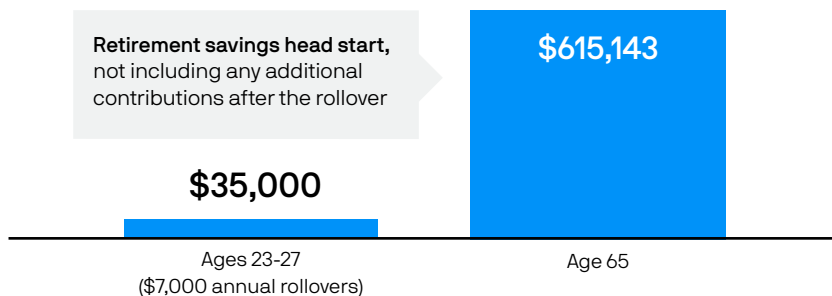 Retirement savings head start,
not including any additional
contributions after the rollover
$615,143
$35,000
Ages 23-27
($7,000 annual rollovers)
Age 65